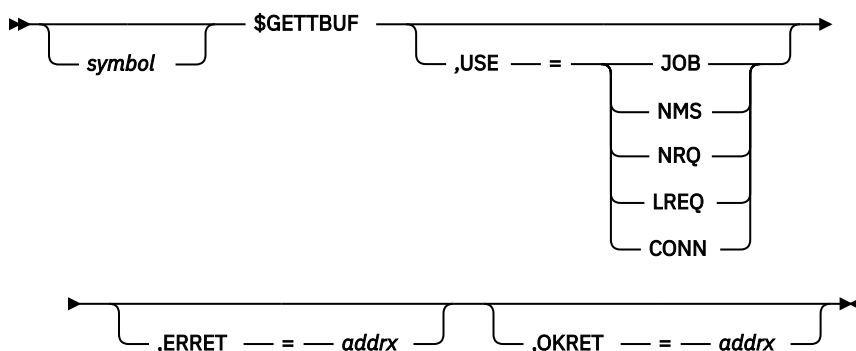 $GETTBUF
symbol
,USE = JOB
NMS
NRQ
LREQ
CONN
,ERRET = addrx
,OKRET = addrx